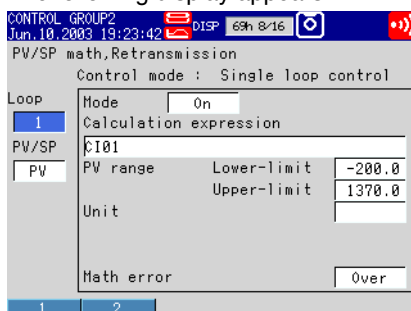 CONTROL GROUP2 DISP 69h 8/16
Jun.10.2003 19:23:42
PV/SP math,Retransmission
Control mode : Single loop control
Loop
1
PV/SP
PV
Mode On
Calculation expression
CI01
PV range Lower-limit -200.0
Upper-limit 1370.0
Unit
Math error Over
1 2